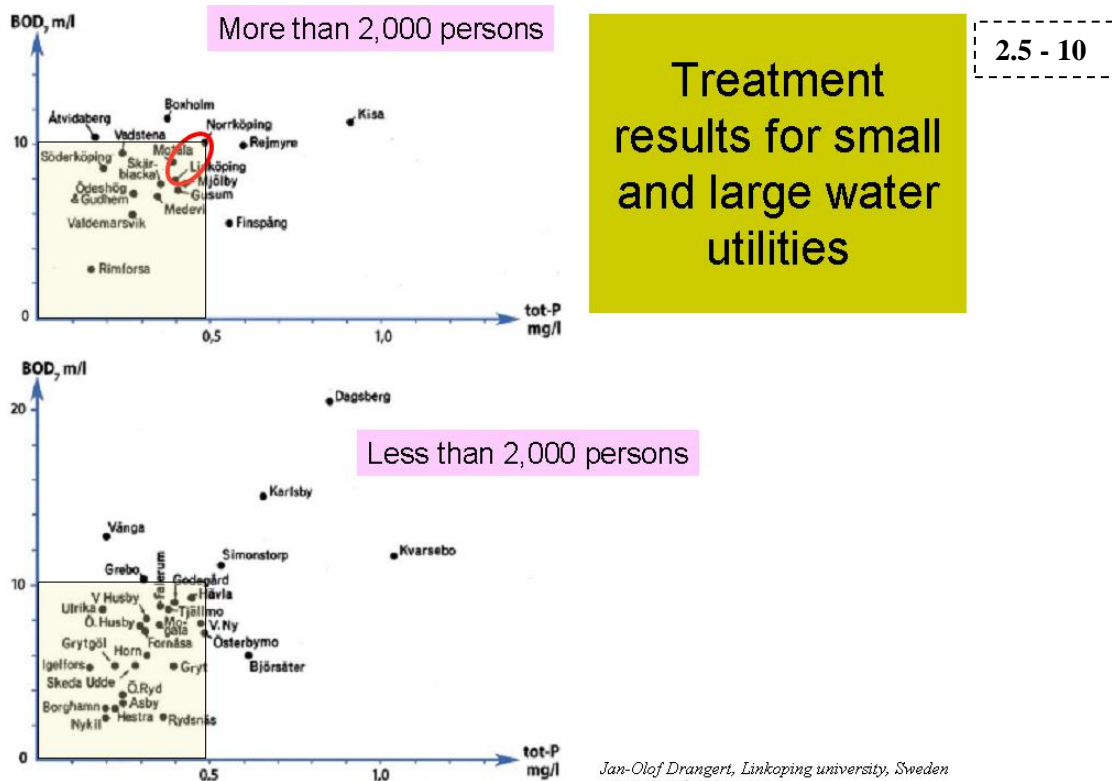 BOD7 m/l
More than 2,000 persons
Treatment
results for small
and large water
utilities
2.5 - 10
Boxholm
Kisa
Åtvidaberg
Norrköping
Vadstena
Rejmyre
10
Motala
Söderköping
Skär-
blacka
Linköping
Mjölby
Ödeshög
& Gudhem
Gusum
Medevi
Valdemarsvik
Finspång
Rimforsa
0
tot-P
mg/l
0,5
1,0
BOD7 m/l
20
Dagsberg
Less than 2,000 persons
Karlsby
Vånga
Kvarsebo
Simonstorp
Grebo
10
Falerum
Godegård
Hävla
V Husby
Ulrika
Tjällmo
Ö. Husby
Mo-
gata
V. Ny
Österbymo
Fornåsa
Grytgöl
Horn
Igelfors
Gryt
Björsäter
Skeda Udde
Ö.Ryd
Asby
Borghamn
Hestra
Rydsnäs
Nykil
0
tot-P
mg/l
0,5
1,0
Jan-Olof Drangert, Linkoping university, Sweden